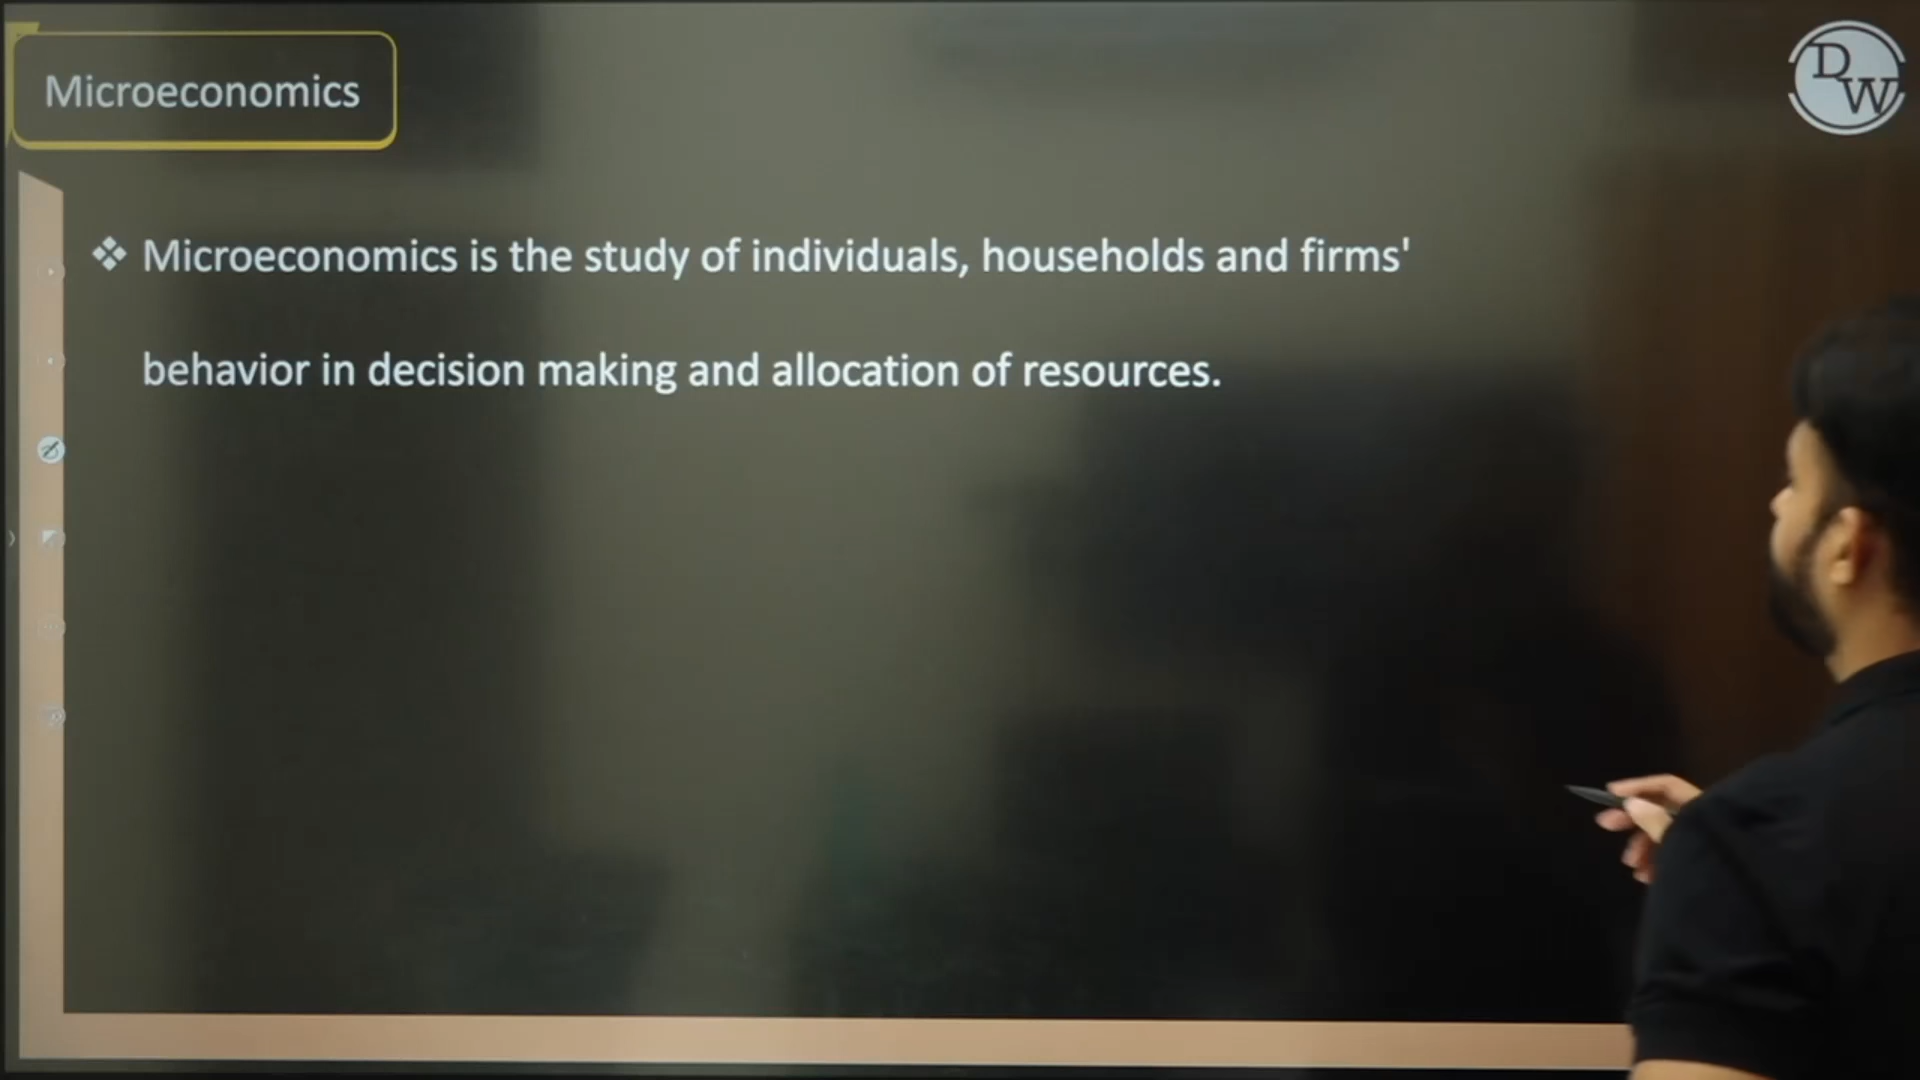 Microeconomics
DW
❖ Microeconomics is the study of individuals, households and firms'
behavior in decision making and allocation of resources.